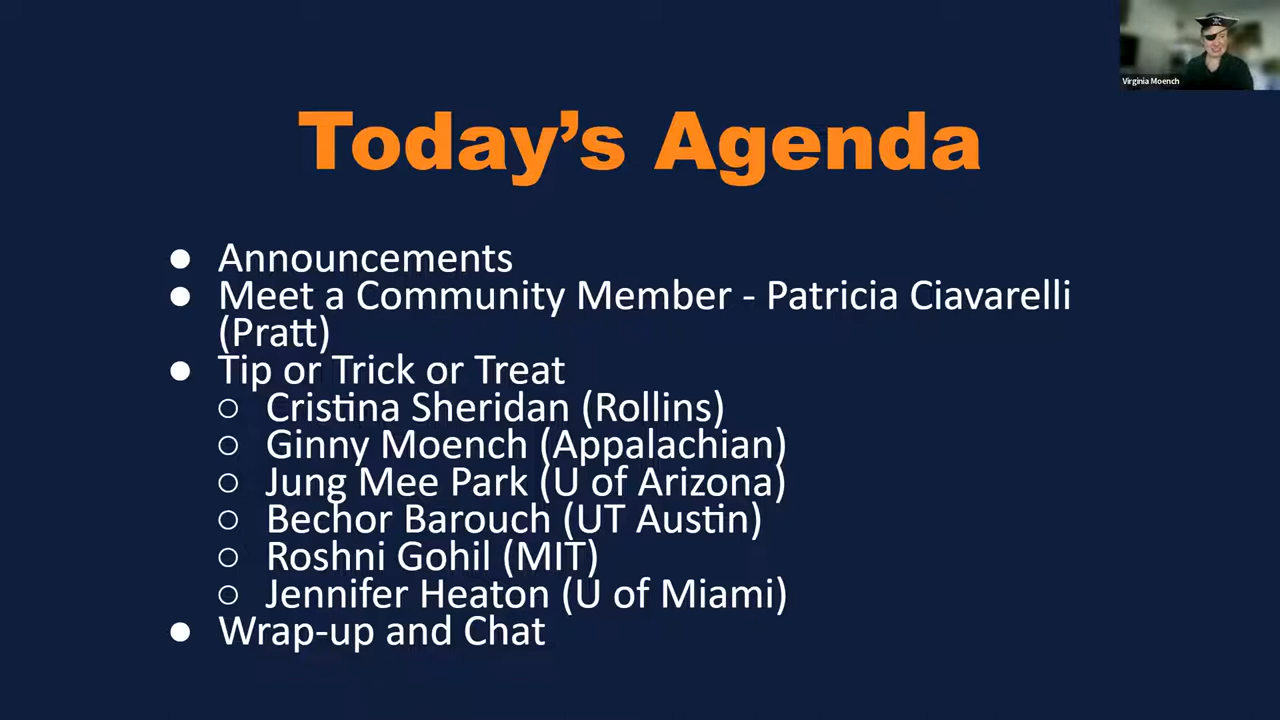 Virginia Moench
Today’s Agenda
● Announcements
● Meet a Community Member - Patricia Ciavarelli
(Pratt)
● Tip or Trick or Treat
○ Cristina Sheridan (Rollins)
○ Ginny Moench (Appalachian)
○ Jung Mee Park (U of Arizona)
○ Bechor Barouch (UT Austin)
○ Roshni Gohil (MIT)
○ Jennifer Heaton (U of Miami)
● Wrap-up and Chat